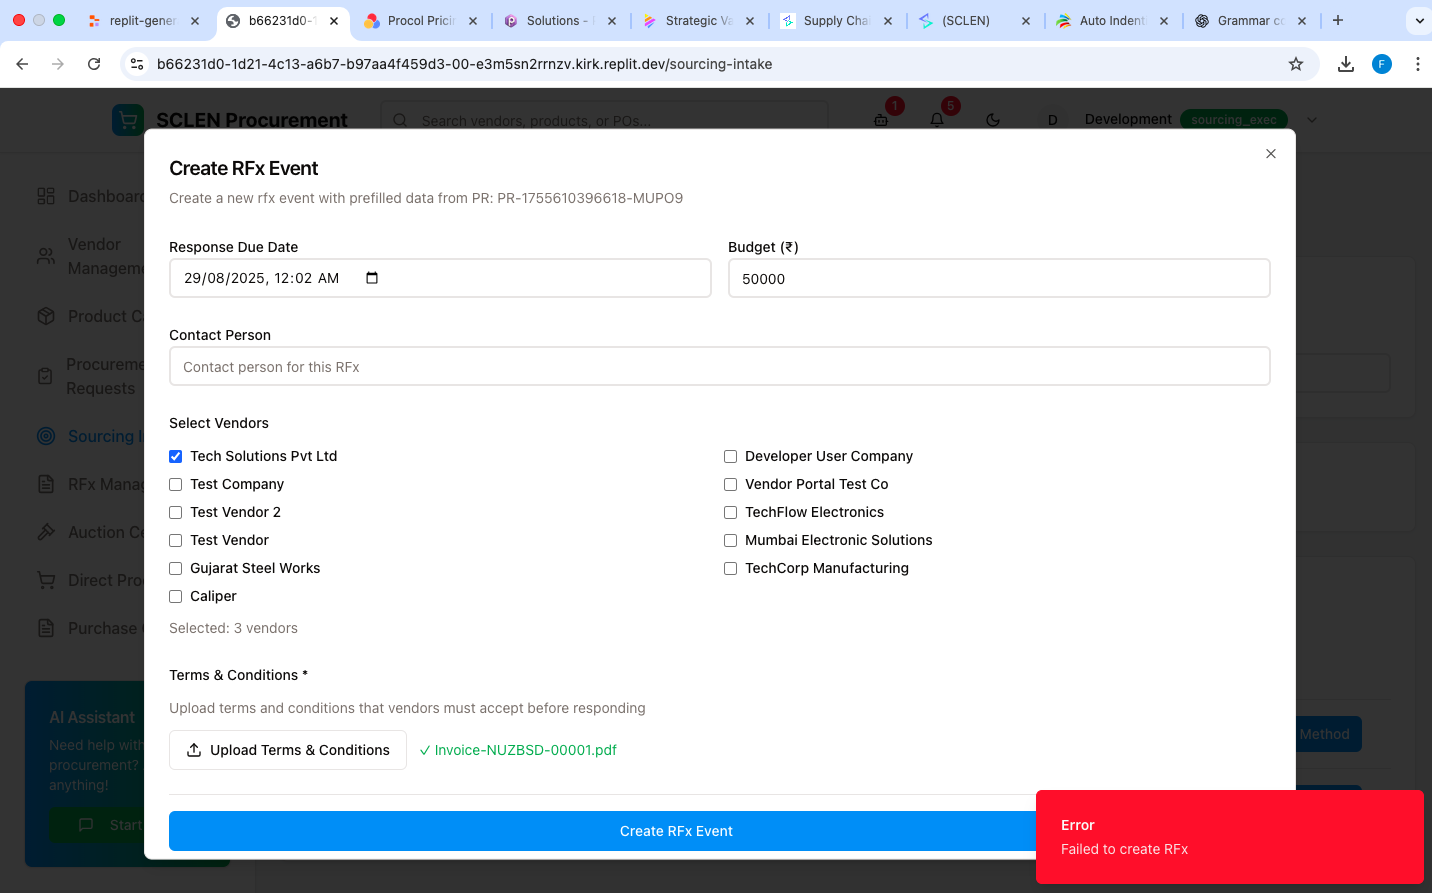 replit-gener
b66231d0-1
Procol Prici
Solutions -
Strategic Va
Supply Chai
(SCLEN)
Auto Indent
Grammar co
b66231d0-1d21-4c13-a6b7-b97aa4f459d3-00-e3m5sn2rrnzv.kirk.replit.dev/sourcing-intake
F
SCLEN Procurement
Search vendors, products, or POs...
1
5
D
Development
sourcing_exec
Dashboard
Vendor
Manageme
Product C
Procureme
Requests
Sourcing I
RFx Manag
Auction Ce
Direct Pro
Purchase
AI Assistant
Need help with
procurement?
anything!
Start
Create RFx Event
Create a new rfx event with prefilled data from PR: PR-1755610396618-MUPO9
Response Due Date
Budget (₹)
29/08/2025, 12:02 AM
50000
Contact Person
Contact person for this RFx
Select Vendors
Tech Solutions Pvt Ltd
Developer User Company
Test Company
Vendor Portal Test Co
Test Vendor 2
TechFlow Electronics
Test Vendor
Mumbai Electronic Solutions
Gujarat Steel Works
TechCorp Manufacturing
Caliper
Selected: 3 vendors
Terms & Conditions *
Upload terms and conditions that vendors must accept before responding
Upload Terms & Conditions
✓ Invoice-NUZBSD-00001.pdf
Method
Create RFx Event
Error
Failed to create RFx